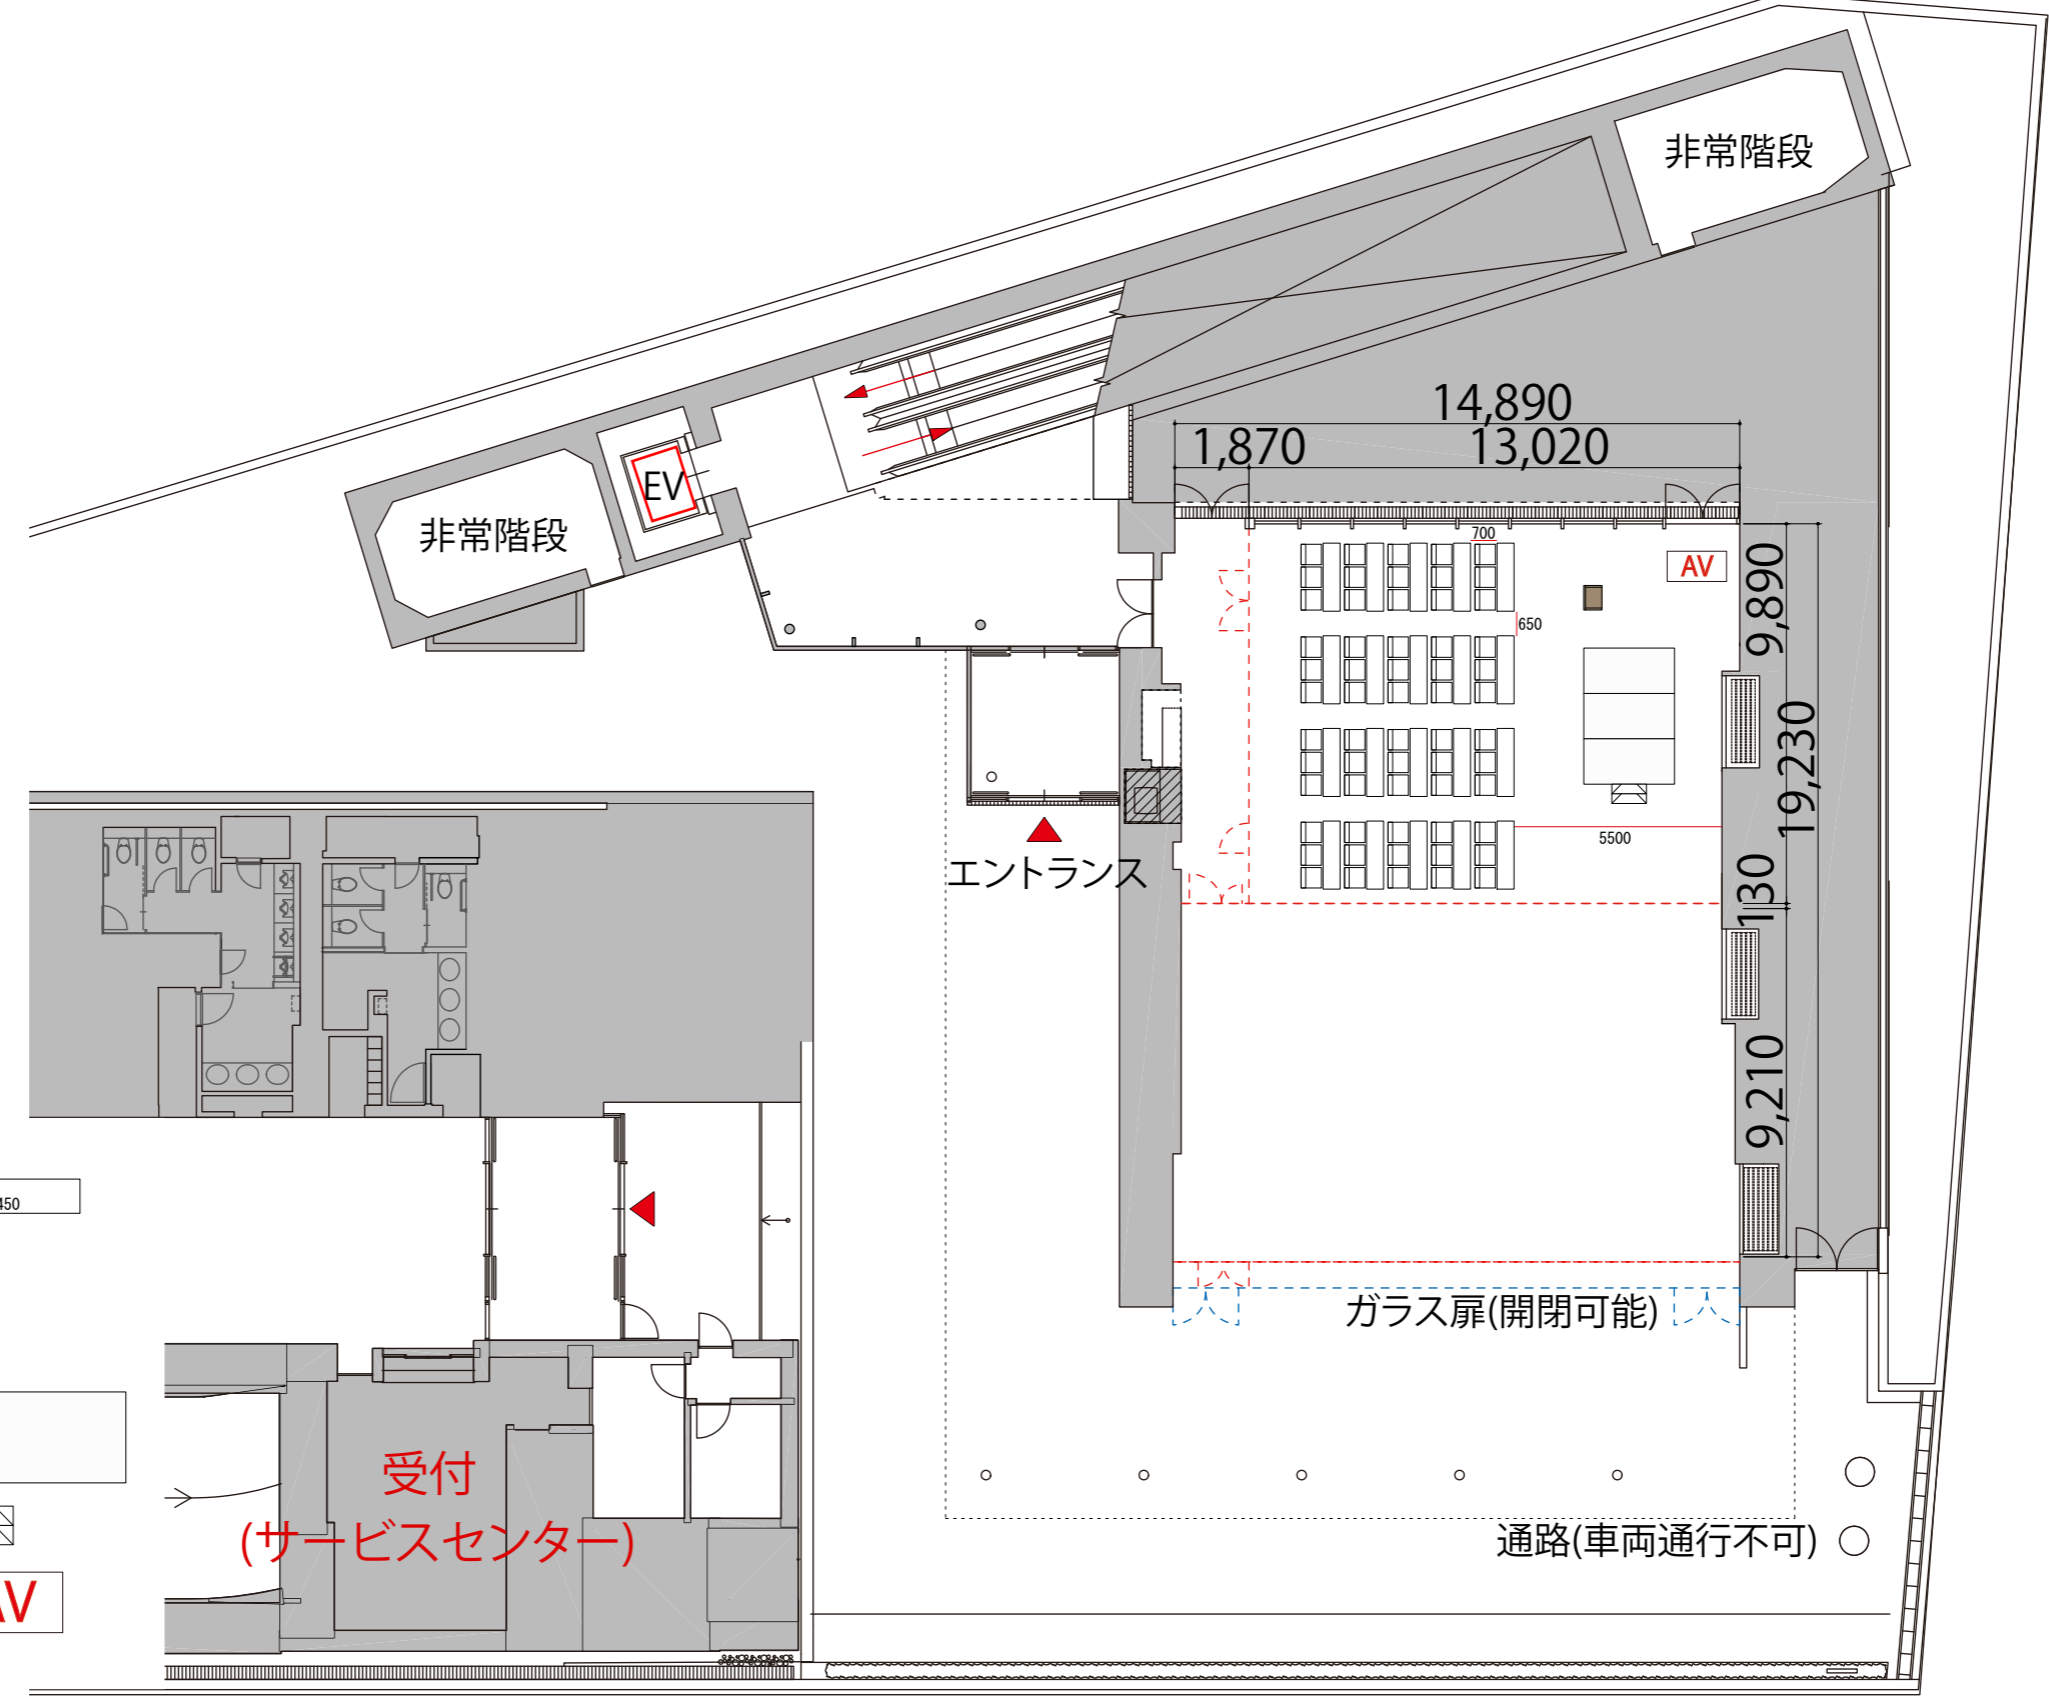 非常階段
14,890
1,870
13,020
EV
非常階段
700
AV
9,890
650
19,230
5500
エントランス
130
9,210
450
ガラス扉(開閉可能)
受付
(サービスセンター)
通路(車両通行不可)
AV